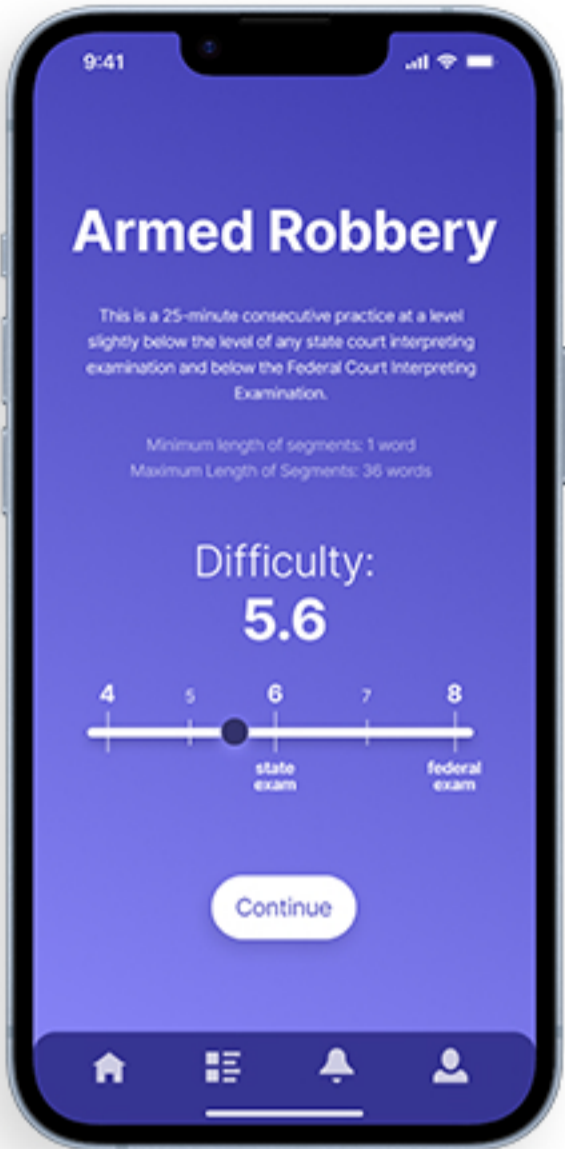 9:41
Armed Robbery
This is a 25-minute consecutive practice at a level
slightly below the level of any state court interpreting
examination and below the Federal Court Interpreting
Examination.
Minimum length of segments: 1 word
Maximum Length of Segments: 36 words
Difficulty:
5.6
4 5 6 7 8
state federal
exam exam
Continue